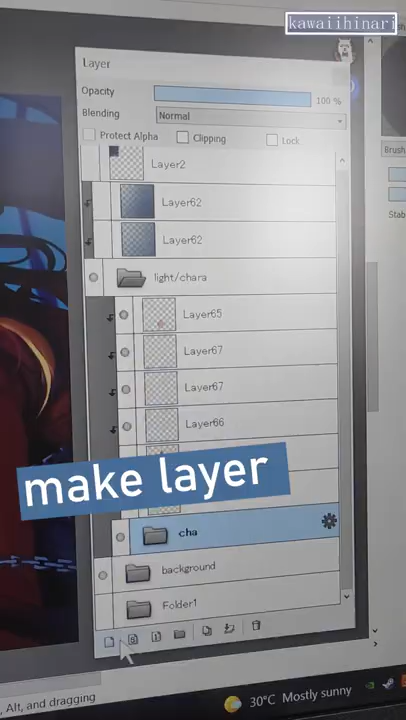 kawaiihinari
Layer
Opacity
100 %
Blending
Normal
Protect Alpha
Clipping
Lock
Brush
Layer2
Layer62
Stab
Layer62
light/chara
Layer65
Layer67
Layer67
Layer66
make layer
cha
background
Folder1
, Alt, and dragging
30°C Mostly sunny